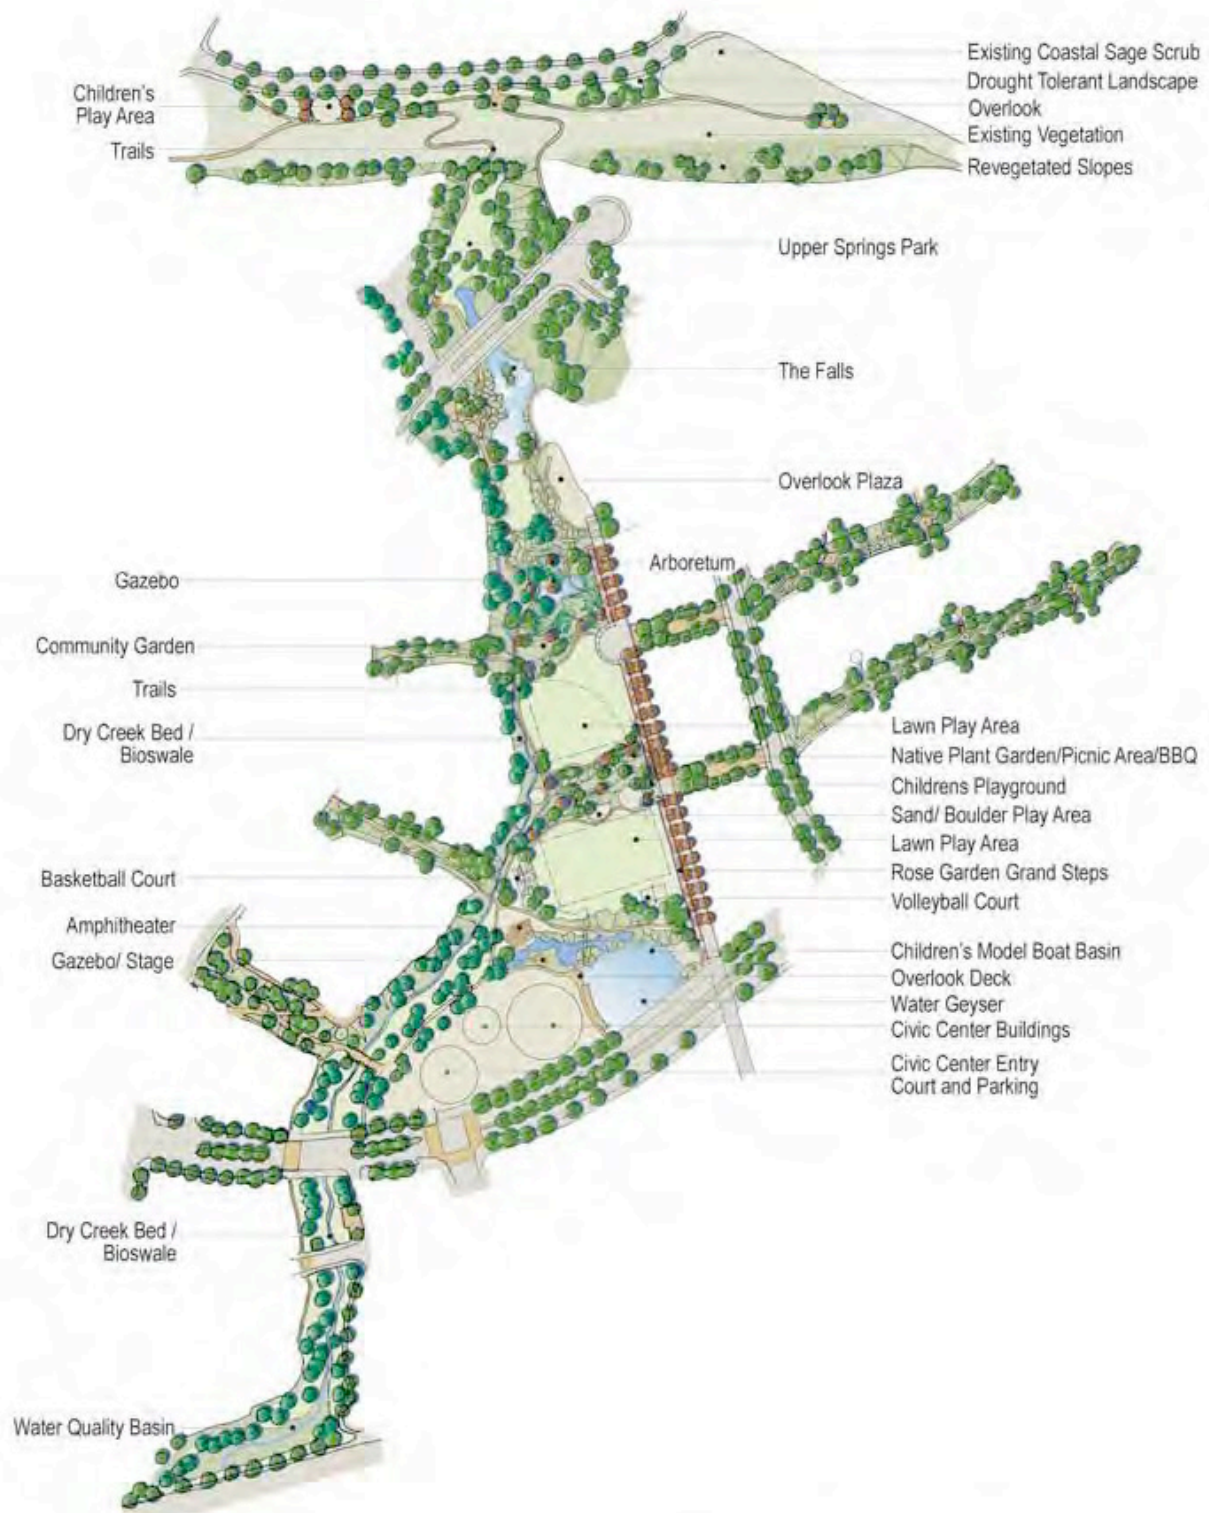 Existing Coastal Sage Scrub
Drought Tolerant Landscape
Children's
Play Area
Overlook
Existing Vegetation
Trails
Revegetated Slopes
Upper Springs Park
The Falls
Overlook Plaza
Arboretum
Gazebo
Community Garden
Trails
Dry Creek Bed /
Bioswale
Lawn Play Area
Native Plant Garden/Picnic Area/BBQ
Childrens Playground
Sand/ Boulder Play Area
Lawn Play Area
Rose Garden Grand Steps
Volleyball Court
Basketball Court
Amphitheater
Gazebo/ Stage
Children's Model Boat Basin
Overlook Deck
Water Geyser
Civic Center Buildings
Civic Center Entry
Court and Parking
Dry Creek Bed /
Bioswale
Water Quality Basin